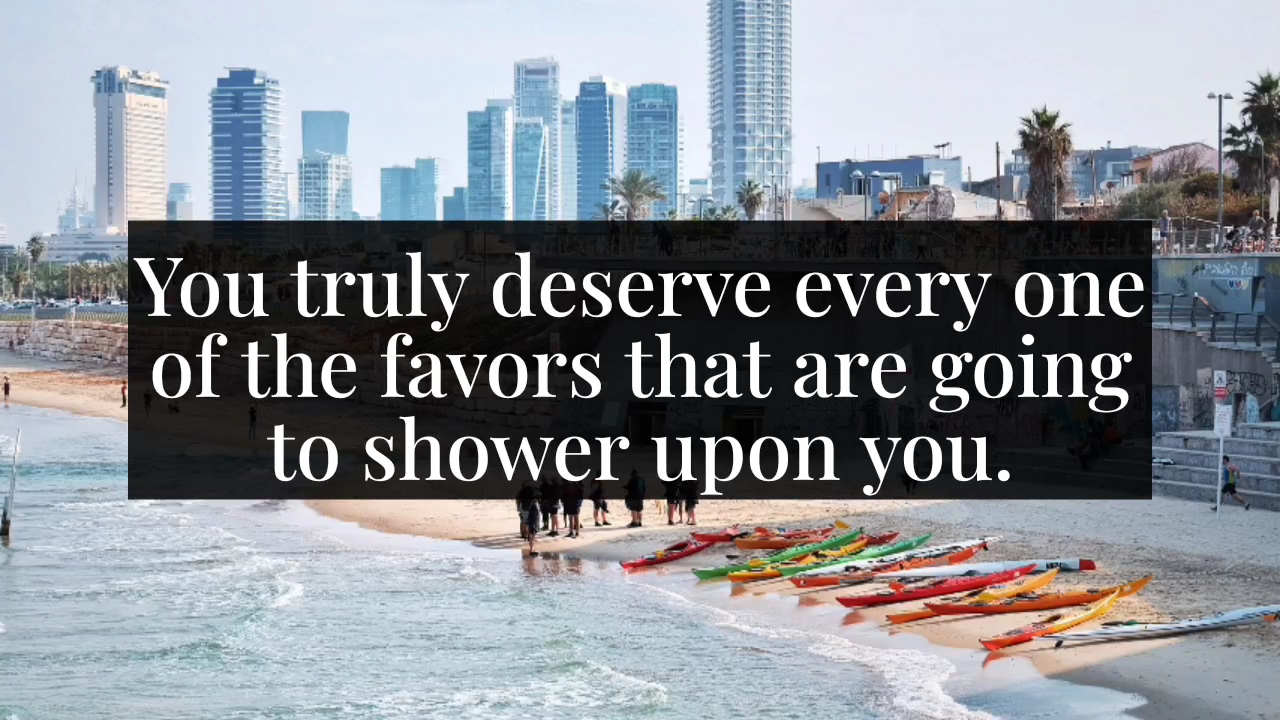 You truly deserve every one
of the favors that are going
to shower upon you.